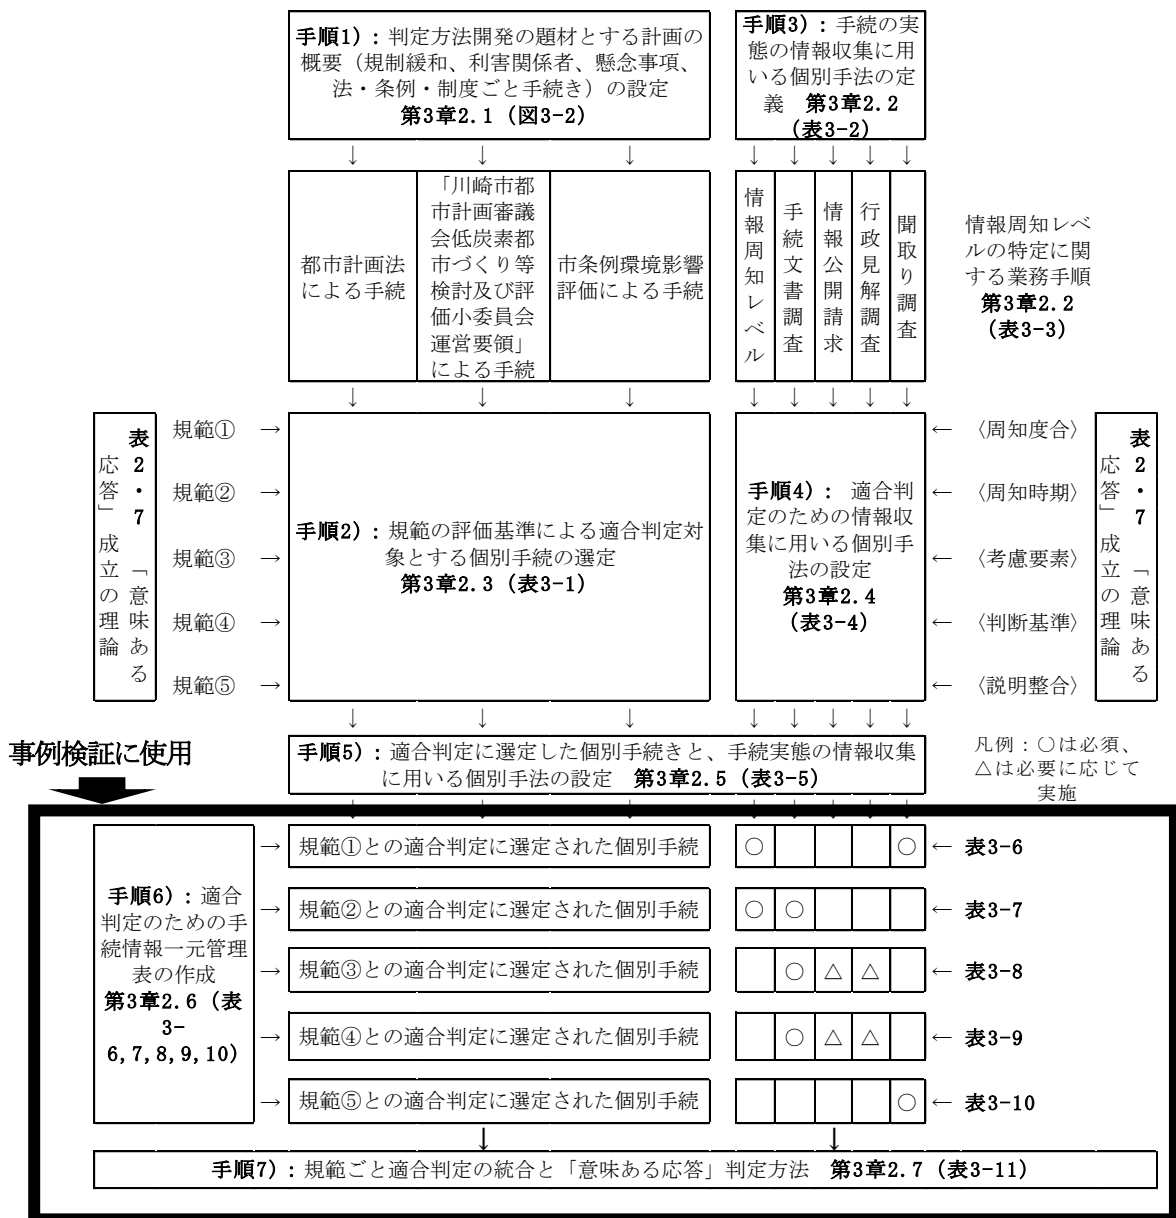 手順1）：判定方法開発の題材とする計画の
概要（規制緩和、利害関係者、懸念事項、
法・条例・制度ごと手続き）の設定
第3章2.1（図3-2）
手順3）：手続の実
態の情報収集に用
いる個別手法の定
義　第3章2.2
（表3-2）
↓ ↓ ↓ ↓ ↓ ↓ ↓ ↓
都市計画法
による手続
「川崎市都
市計画審議
会低炭素都
市づくり等
検討及び評
価小委員会
運営要領」
による手続
市条例環境影響
評価による手続
情報周知レベル
手続文書調査
情報公開請求
行政見解調査
聞取り調査
情報周知レベ
ルの特定に関
する業務手順
第3章2.2
（表3-3）
↓ ↓ ↓ ↓ ↓ ↓ ↓ ↓
表2・7　「意味ある
応答」成立の理論
規範① →
規範② →
規範③ →
規範④ →
規範⑤ →
手順2）：規範の評価基準による適合判定対
象とする個別手続の選定
第3章2.3（表3-1）
手順4）： 適合判
定のための情報収
集に用いる個別手
法の設定
第3章2.4
（表3-4）
← 〈周知度合〉
← 〈周知時期〉
← 〈考慮要素〉
← 〈判断基準〉
← 〈説明整合〉
表2・7　「意味ある
応答」成立の理論
↓ ↓ ↓ ↓ ↓ ↓ ↓ ↓
事例検証に使用
手順5）：適合判定に選定した個別手続きと、手続実態の情報収集
に用いる個別手法の設定　第3章2.5（表3-5）
凡例：○は必須、
△は必要に応じて
実施
↓ ↓ ↓ ↓ ↓ ↓ ↓ ↓
手順6）：適合
判定のための手
続情報一元管理
表の作成
第3章2.6（表
3-
6,7,8,9,10）
→ 規範①との適合判定に選定された個別手続 ○ ○ ← 表3-6
→ 規範②との適合判定に選定された個別手続 ○ ○ ← 表3-7
→ 規範③との適合判定に選定された個別手続 ○ △ △ ← 表3-8
→ 規範④との適合判定に選定された個別手続 ○ △ △ ← 表3-9
→ 規範⑤との適合判定に選定された個別手続 ○ ← 表3-10
↓ ↓
手順7）：規範ごと適合判定の統合と「意味ある応答」判定方法　第3章2.7（表3-11）